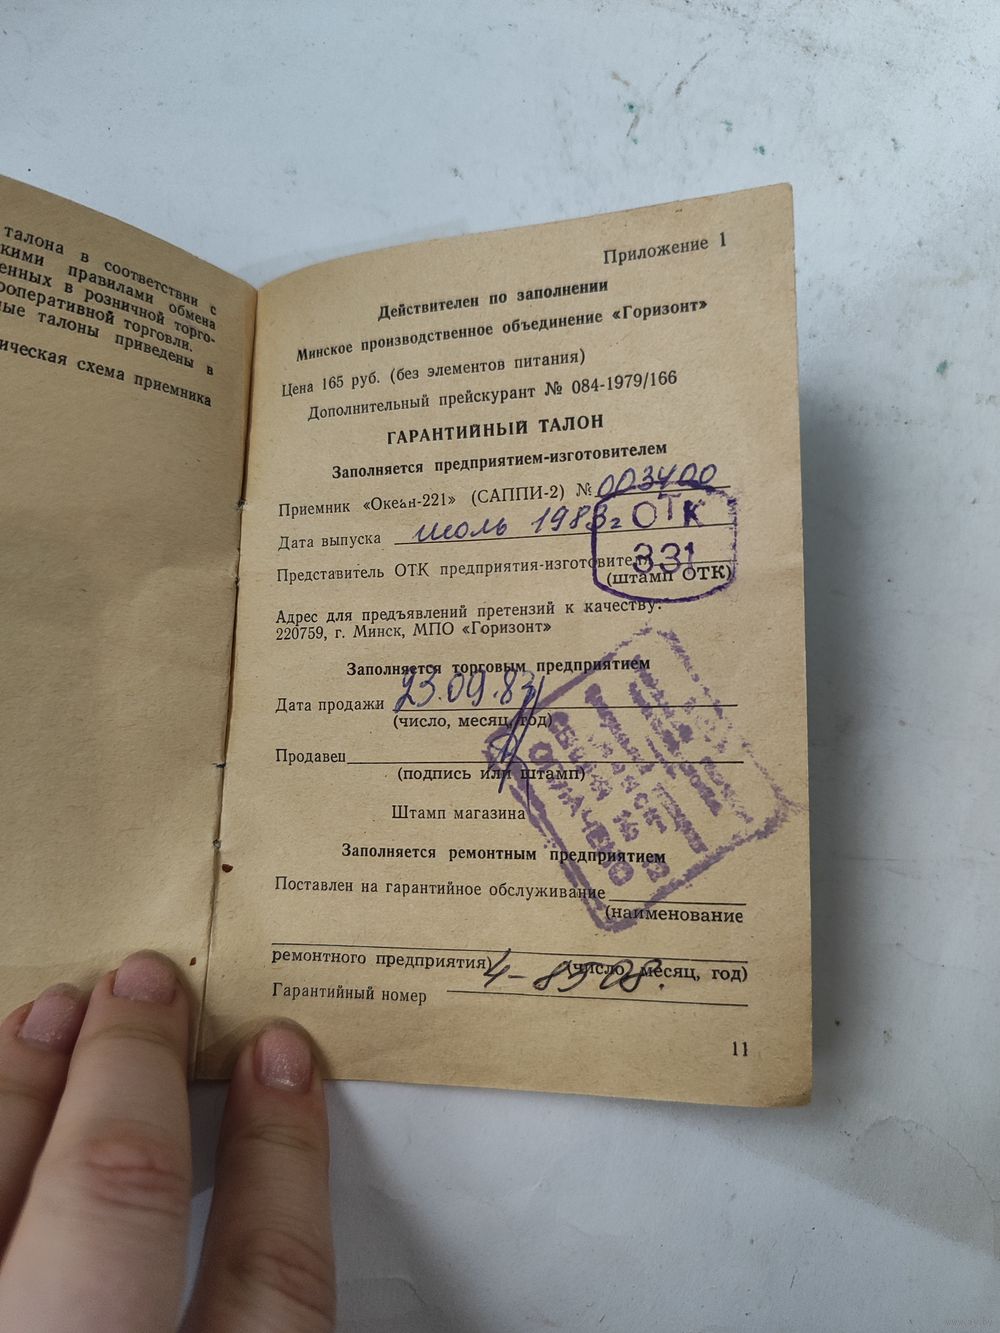 талона в соответствии с
кими правилами обмена
енных в розничной торго-
оперативной торговли.
ные талоны приведены в
ическая схема приемника
Приложение 1
Действителен по заполнении
Минское производственное объединение «Горизонт»
Цена 165 руб. (без элементов питания)
Дополнительный прейскурант № 084-1979/166
ГАРАНТИЙНЫЙ ТАЛОН
Заполняется предприятием-изготовителем
Приемник «Океан-221» (САППИ-2) № 003400
Дата выпуска июль 1983г
ОТК
331
Представитель ОТК предприятия-изготовителя
(штамп ОТК)
Адрес для предъявлений претензий к качеству:
220759, г. Минск, МПО «Горизонт»
Заполняется торговым предприятием
Дата продажи 23.09.83
(число, месяц, год)
Продавец
(подпись или штамп)
Штамп магазина
ОПЛАЧЕНО
Заполняется ремонтным предприятием
Поставлен на гарантийное обслуживание
(наименование
ремонтного предприятия) (число, месяц, год)
Гарантийный номер 4-8508.
11